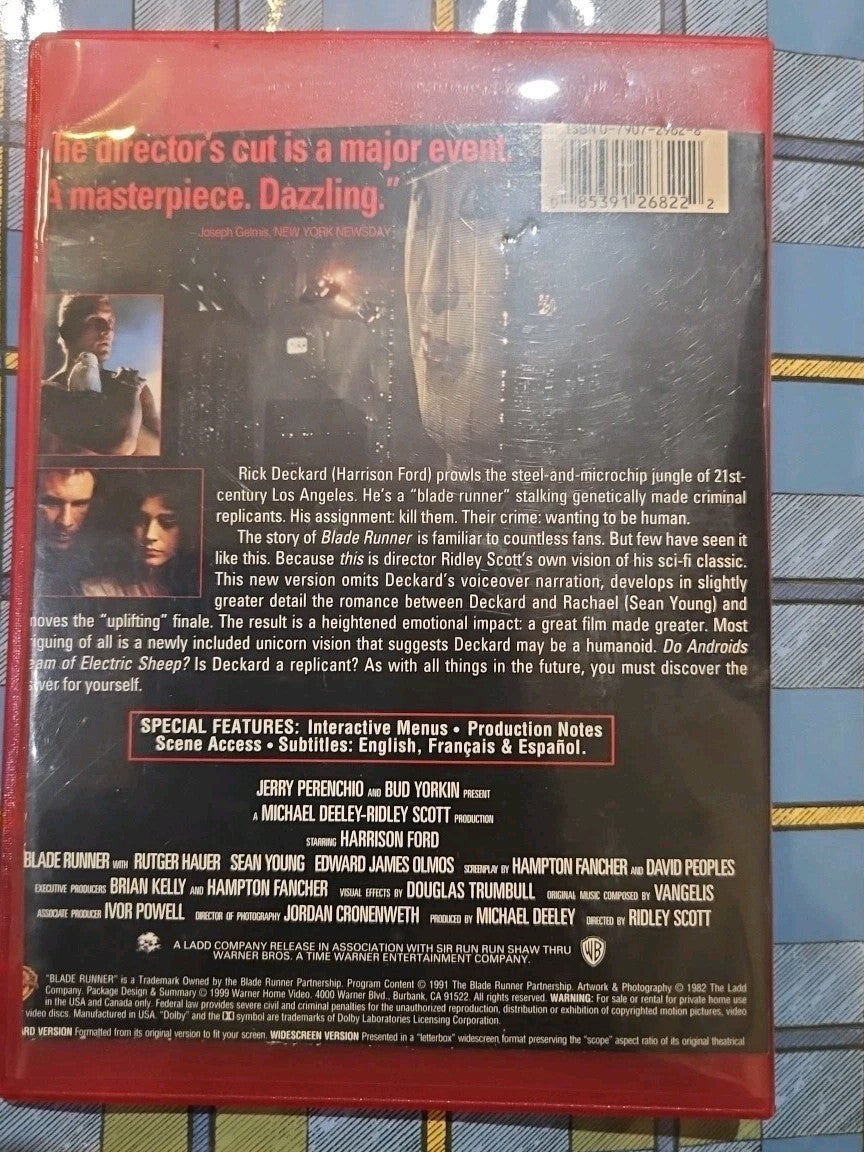 he director's cut is a major event.
A masterpiece. Dazzling."
Joseph Gelmis, NEW YORK NEWSDAY
ISBN 0-7907-2962-6
6 85391 26822 2
Rick Deckard (Harrison Ford) prowls the steel-and-microchip jungle of 21st-
century Los Angeles. He's a "blade runner" stalking genetically made criminal
replicants. His assignment: kill them. Their crime: wanting to be human.
The story of Blade Runner is familiar to countless fans. But few have seen it
like this. Because this is director Ridley Scott's own vision of his sci-fi classic.
This new version omits Deckard's voiceover narration, develops in slightly
greater detail the romance between Deckard and Rachael (Sean Young) and
moves the "uplifting" finale. The result is a heightened emotional impact: a great film made greater. Most
iguing of all is a newly included unicorn vision that suggests Deckard may be a humanoid. Do Androids
eam of Electric Sheep? Is Deckard a replicant? As with all things in the future, you must discover the
wer for yourself.
SPECIAL FEATURES: Interactive Menus • Production Notes
Scene Access • Subtitles: English, Français & Español.
JERRY PERENCHIO AND BUD YORKIN PRESENT
A MICHAEL DEELEY-RIDLEY SCOTT PRODUCTION
STARRING HARRISON FORD
BLADE RUNNER WITH RUTGER HAUER SEAN YOUNG EDWARD JAMES OLMOS SCREENPLAY BY HAMPTON FANCHER AND DAVID PEOPLES
EXECUTIVE PRODUCERS BRIAN KELLY AND HAMPTON FANCHER VISUAL EFFECTS BY DOUGLAS TRUMBULL ORIGINAL MUSIC COMPOSED BY VANGELIS
ASSOCIATE PRODUCER IVOR POWELL DIRECTOR OF PHOTOGRAPHY JORDAN CRONENWETH PRODUCED BY MICHAEL DEELEY DIRECTED BY RIDLEY SCOTT
A LADD COMPANY RELEASE IN ASSOCIATION WITH SIR RUN RUN SHAW THRU
WARNER BROS. A TIME WARNER ENTERTAINMENT COMPANY.
WB
"BLADE RUNNER" is a Trademark Owned by the Blade Runner Partnership. Program Content © 1991 The Blade Runner Partnership. Artwork & Photography © 1982 The Ladd
Company. Package Design & Summary © 1999 Warner Home Video. 4000 Warner Blvd., Burbank, CA 91522. All rights reserved. WARNING: For sale or rental for private home use
in the USA and Canada only. Federal law provides severe civil and criminal penalties for the unauthorized reproduction, distribution or exhibition of copyrighted motion pictures, video
video discs. Manufactured in USA. "Dolby" and the symbol are trademarks of Dolby Laboratories Licensing Corporation.
RD VERSION Formatted from its original version to fit your screen. WIDESCREEN VERSION Presented in a "letterbox" widescreen format preserving the "scope" aspect ratio of its original theatrical